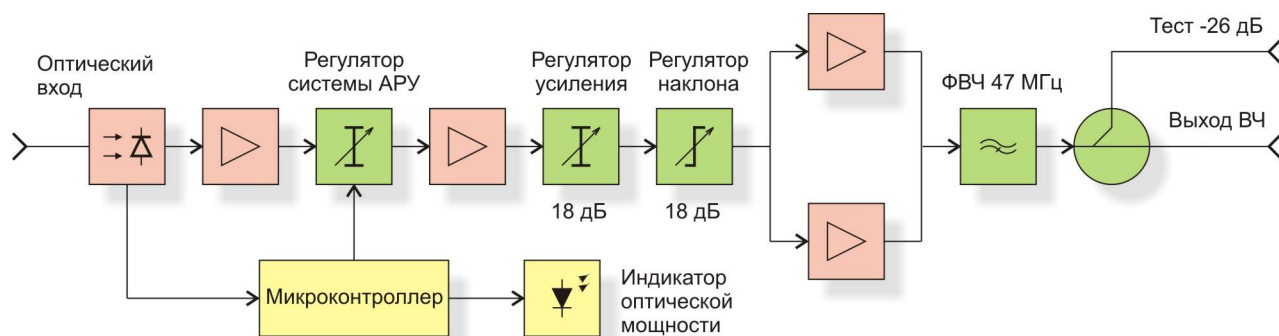 Оптический
вход
Регулятор
системы АРУ
Регулятор
усиления
18 дБ
Регулятор
наклона
18 дБ
ФВЧ 47 МГц
Тест -26 дБ
Выход ВЧ
Микроконтроллер
Индикатор
оптической
мощности